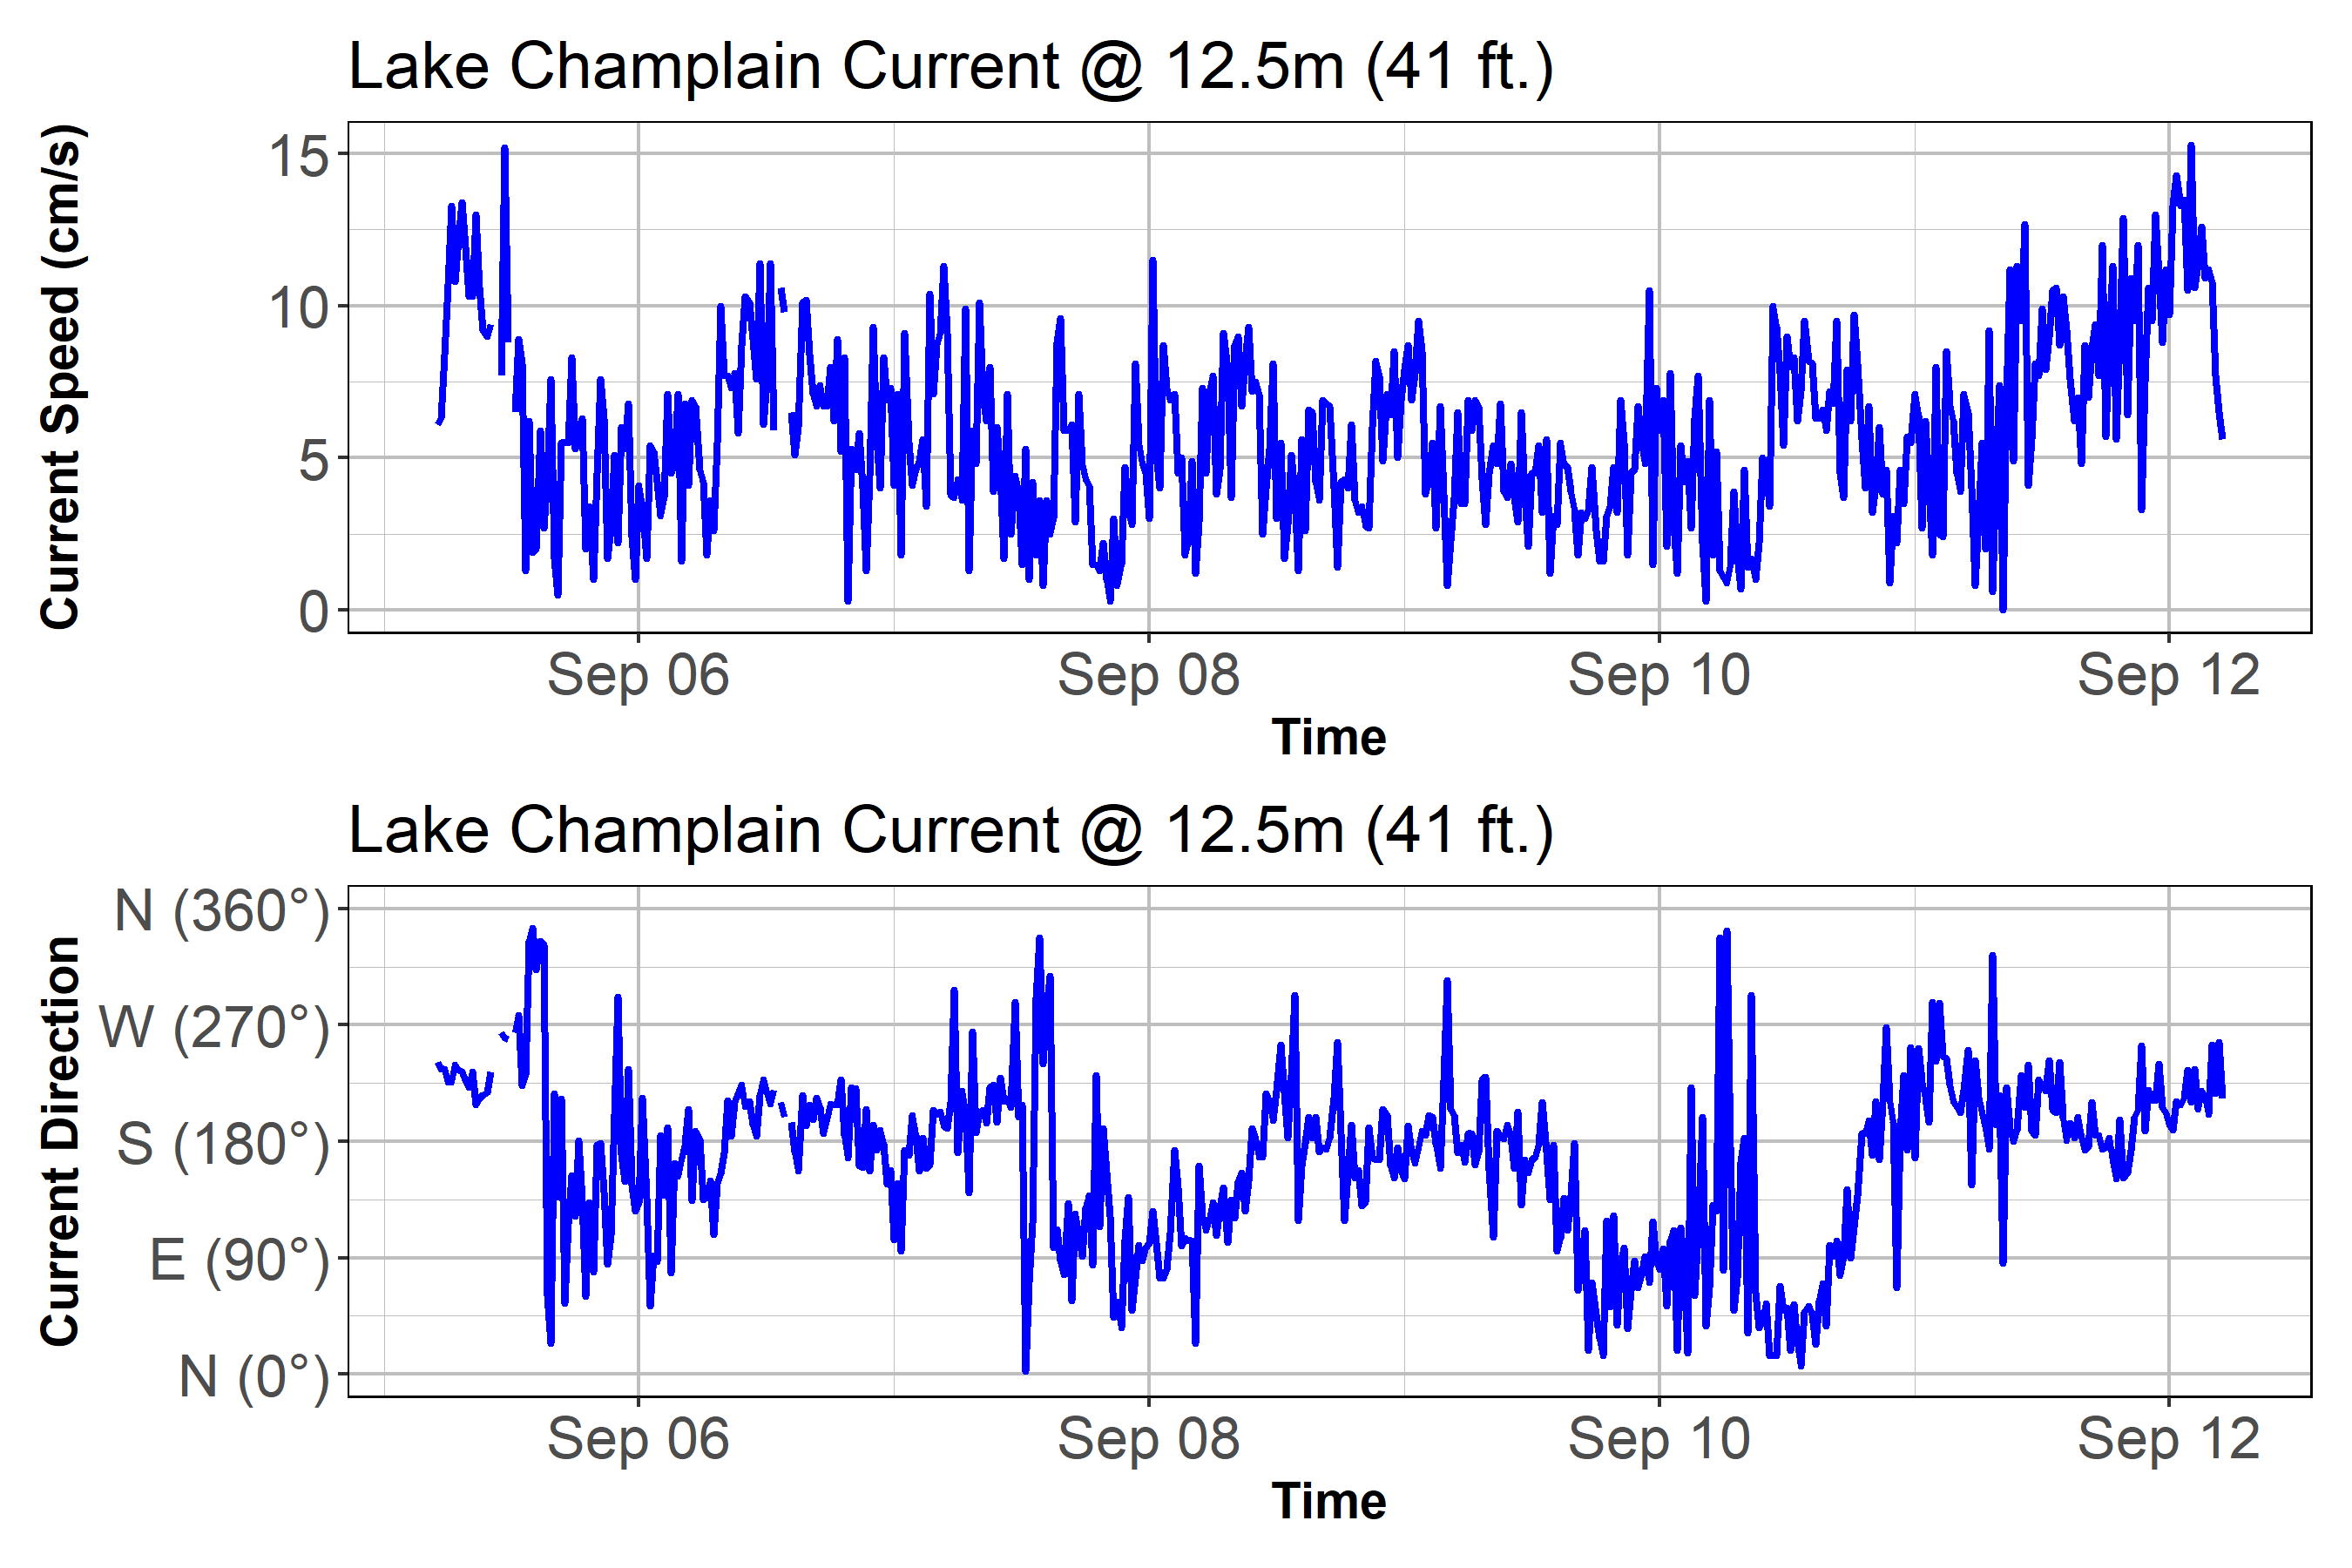 Lake Champlain Current @ 12.5m (41 ft.)
Current Speed (cm/s)
15
10
5
0
Sep 06
Sep 08
Sep 10
Sep 12
Time
Lake Champlain Current @ 12.5m (41 ft.)
Current Direction
N (360°)
W (270°)
S (180°)
E (90°)
N (0°)
Sep 06
Sep 08
Sep 10
Sep 12
Time